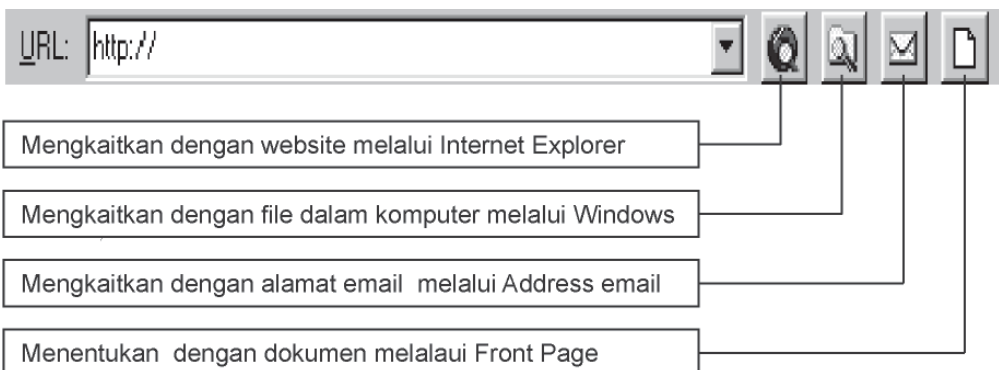 URL: http://
Mengkaitkan dengan website melalui Internet Explorer
Mengkaitkan dengan file dalam komputer melalui Windows
Mengkaitkan dengan alamat email melalui Address email
Menentukan dengan dokumen melalaui Front Page